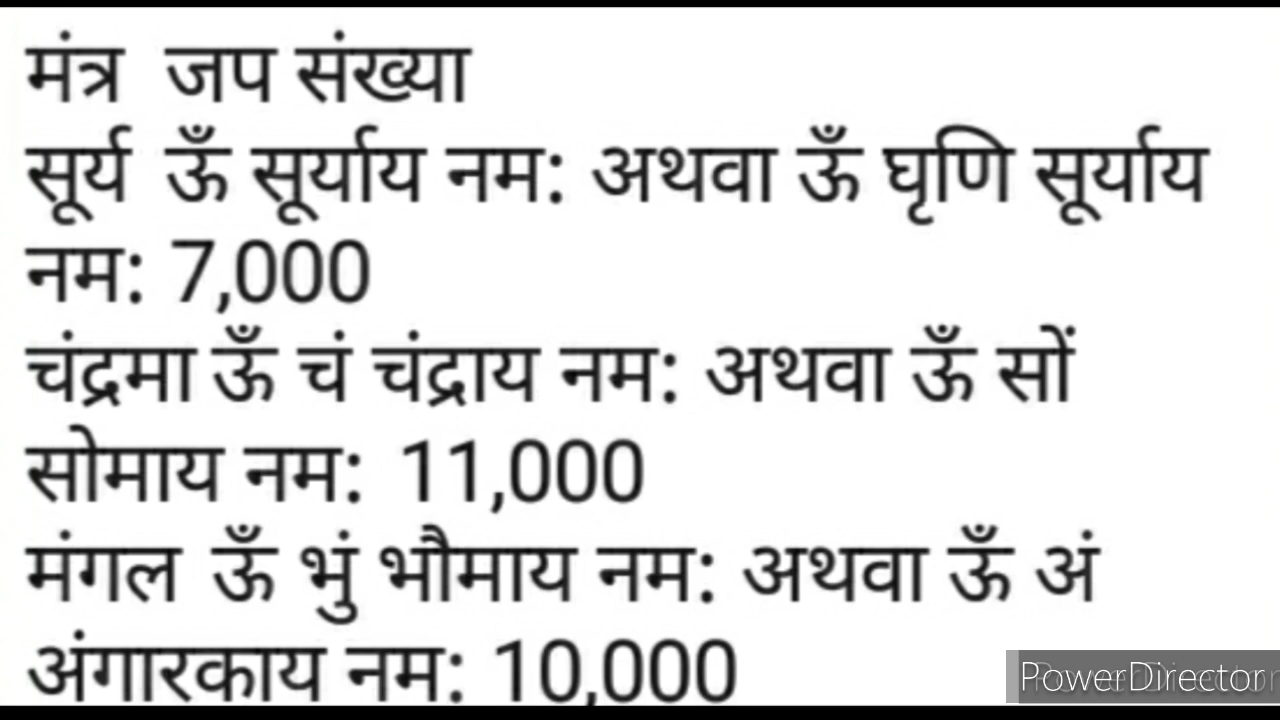 मंत्र जप संख्या
सूर्य ऊँ सूर्याय नम: अथवा ऊँ घृणि सूर्याय
नम: 7,000
चंद्रमा ऊँ चं चंद्राय नम: अथवा ऊँ सों
सोमाय नम: 11,000
मंगल ऊँ भुं भौमाय नम: अथवा ऊँ अं
अंगारकाय नम: 10,000
PowerDirector